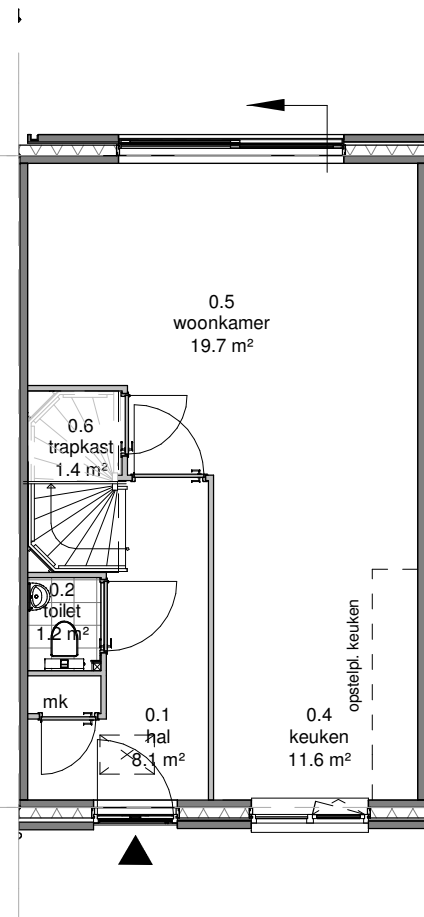 0.5
woonkamer
19.7 m²
0.6
trapkast
1.4 m²
0.2
toilet
1.2 m²
mk
0.1
hal
8.1 m²
0.4
keuken
11.6 m²
opstelpl. keuken